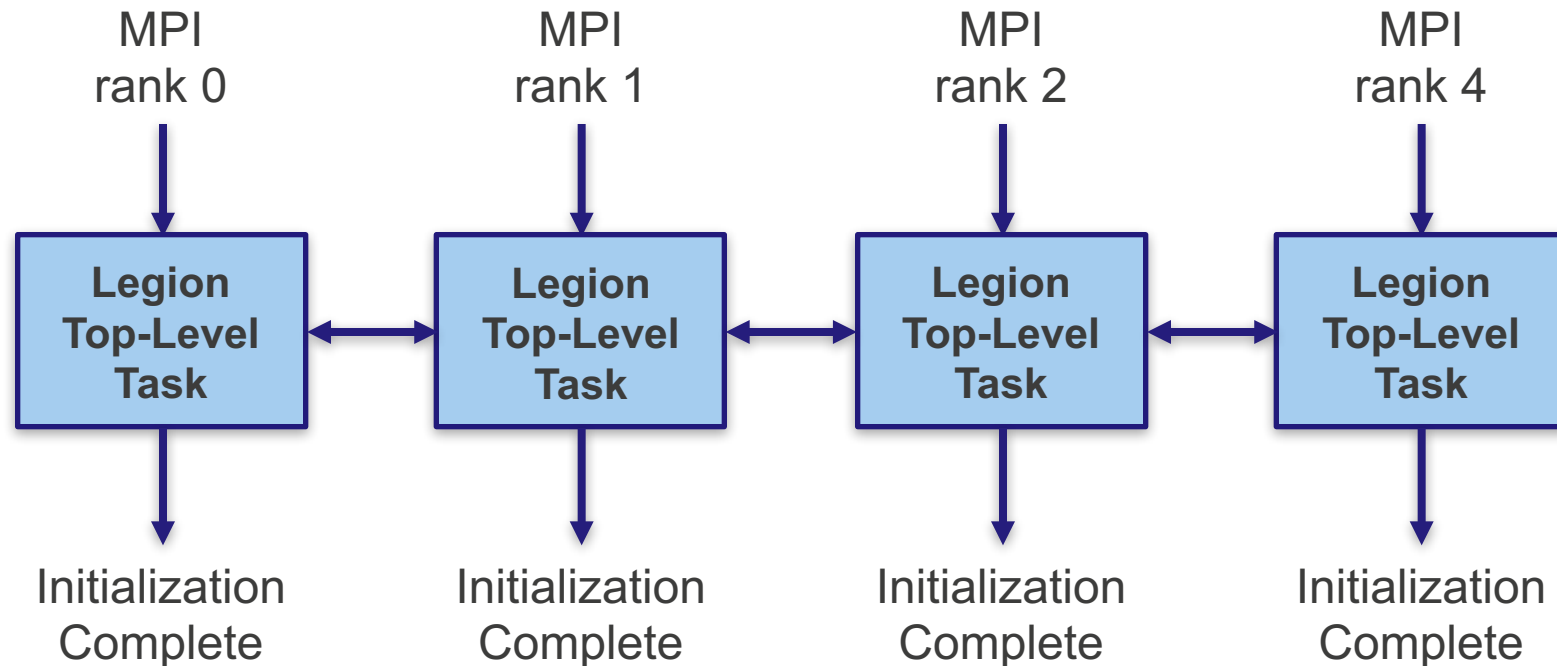 MPI
rank 0
MPI
rank 1
MPI
rank 2
MPI
rank 4
Legion
Top-Level
Task
Legion
Top-Level
Task
Legion
Top-Level
Task
Legion
Top-Level
Task
Initialization
Complete
Initialization
Complete
Initialization
Complete
Initialization
Complete